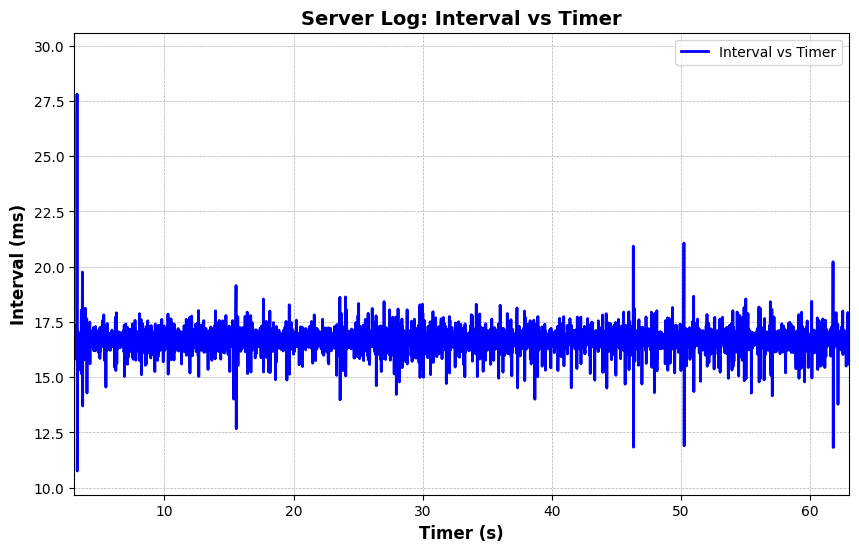 Server Log: Interval vs Timer
Interval vs Timer
30.0
27.5
25.0
22.5
20.0
17.5
15.0
12.5
10.0
Interval (ms)
10 20 30 40 50 60
Timer (s)